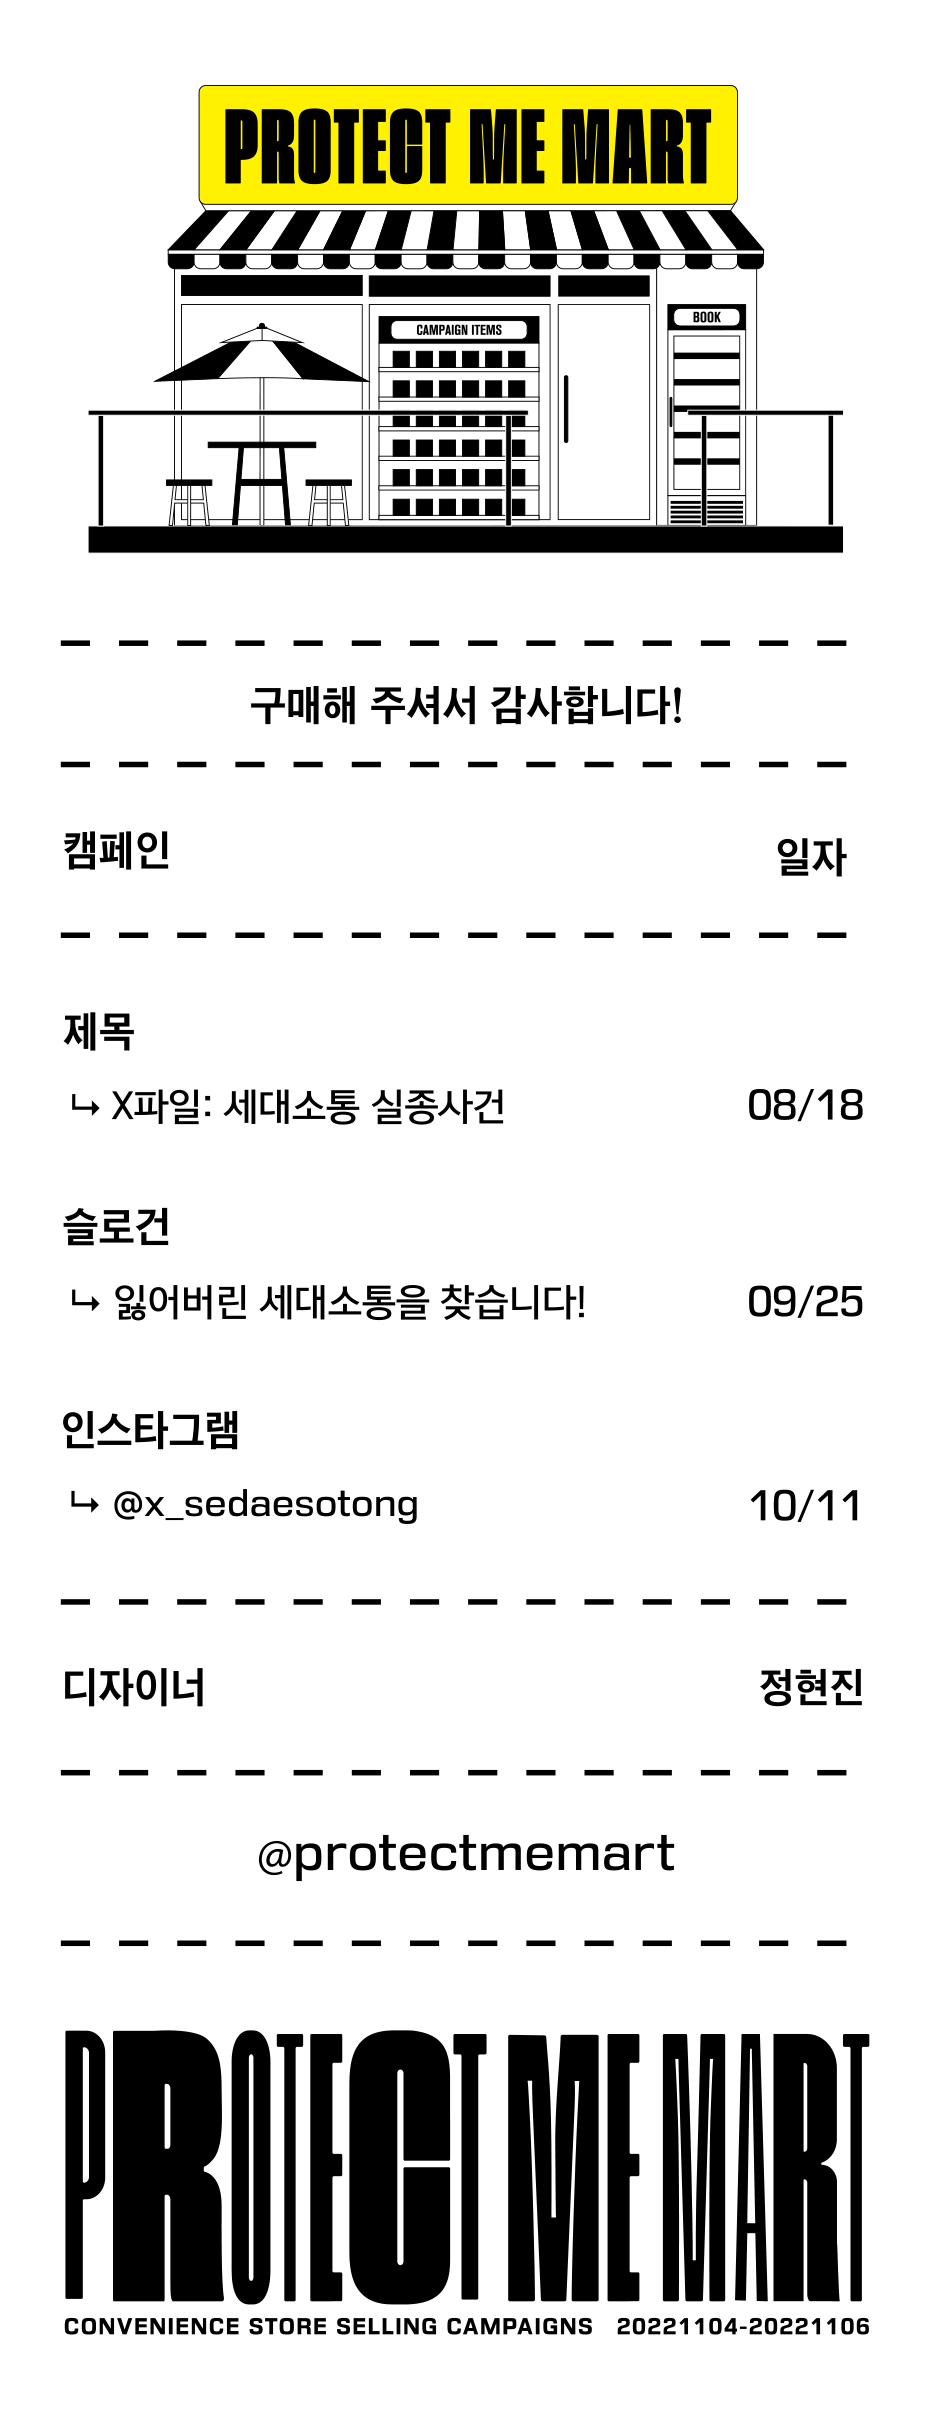 PROTECT ME MART
CAMPAIGN ITEMS
BOOK
구매해 주셔서 감사합니다!
캠페인 일자
제목
↳ X파일: 세대소통 실종사건 08/18
슬로건
↳ 잃어버린 세대소통을 찾습니다! 09/25
인스타그램
↳ @x_sedaesotong 10/11
디자이너 정현진
@protectmemart
PROTECT ME MART
CONVENIENCE STORE SELLING CAMPAIGNS 20221104-20221106